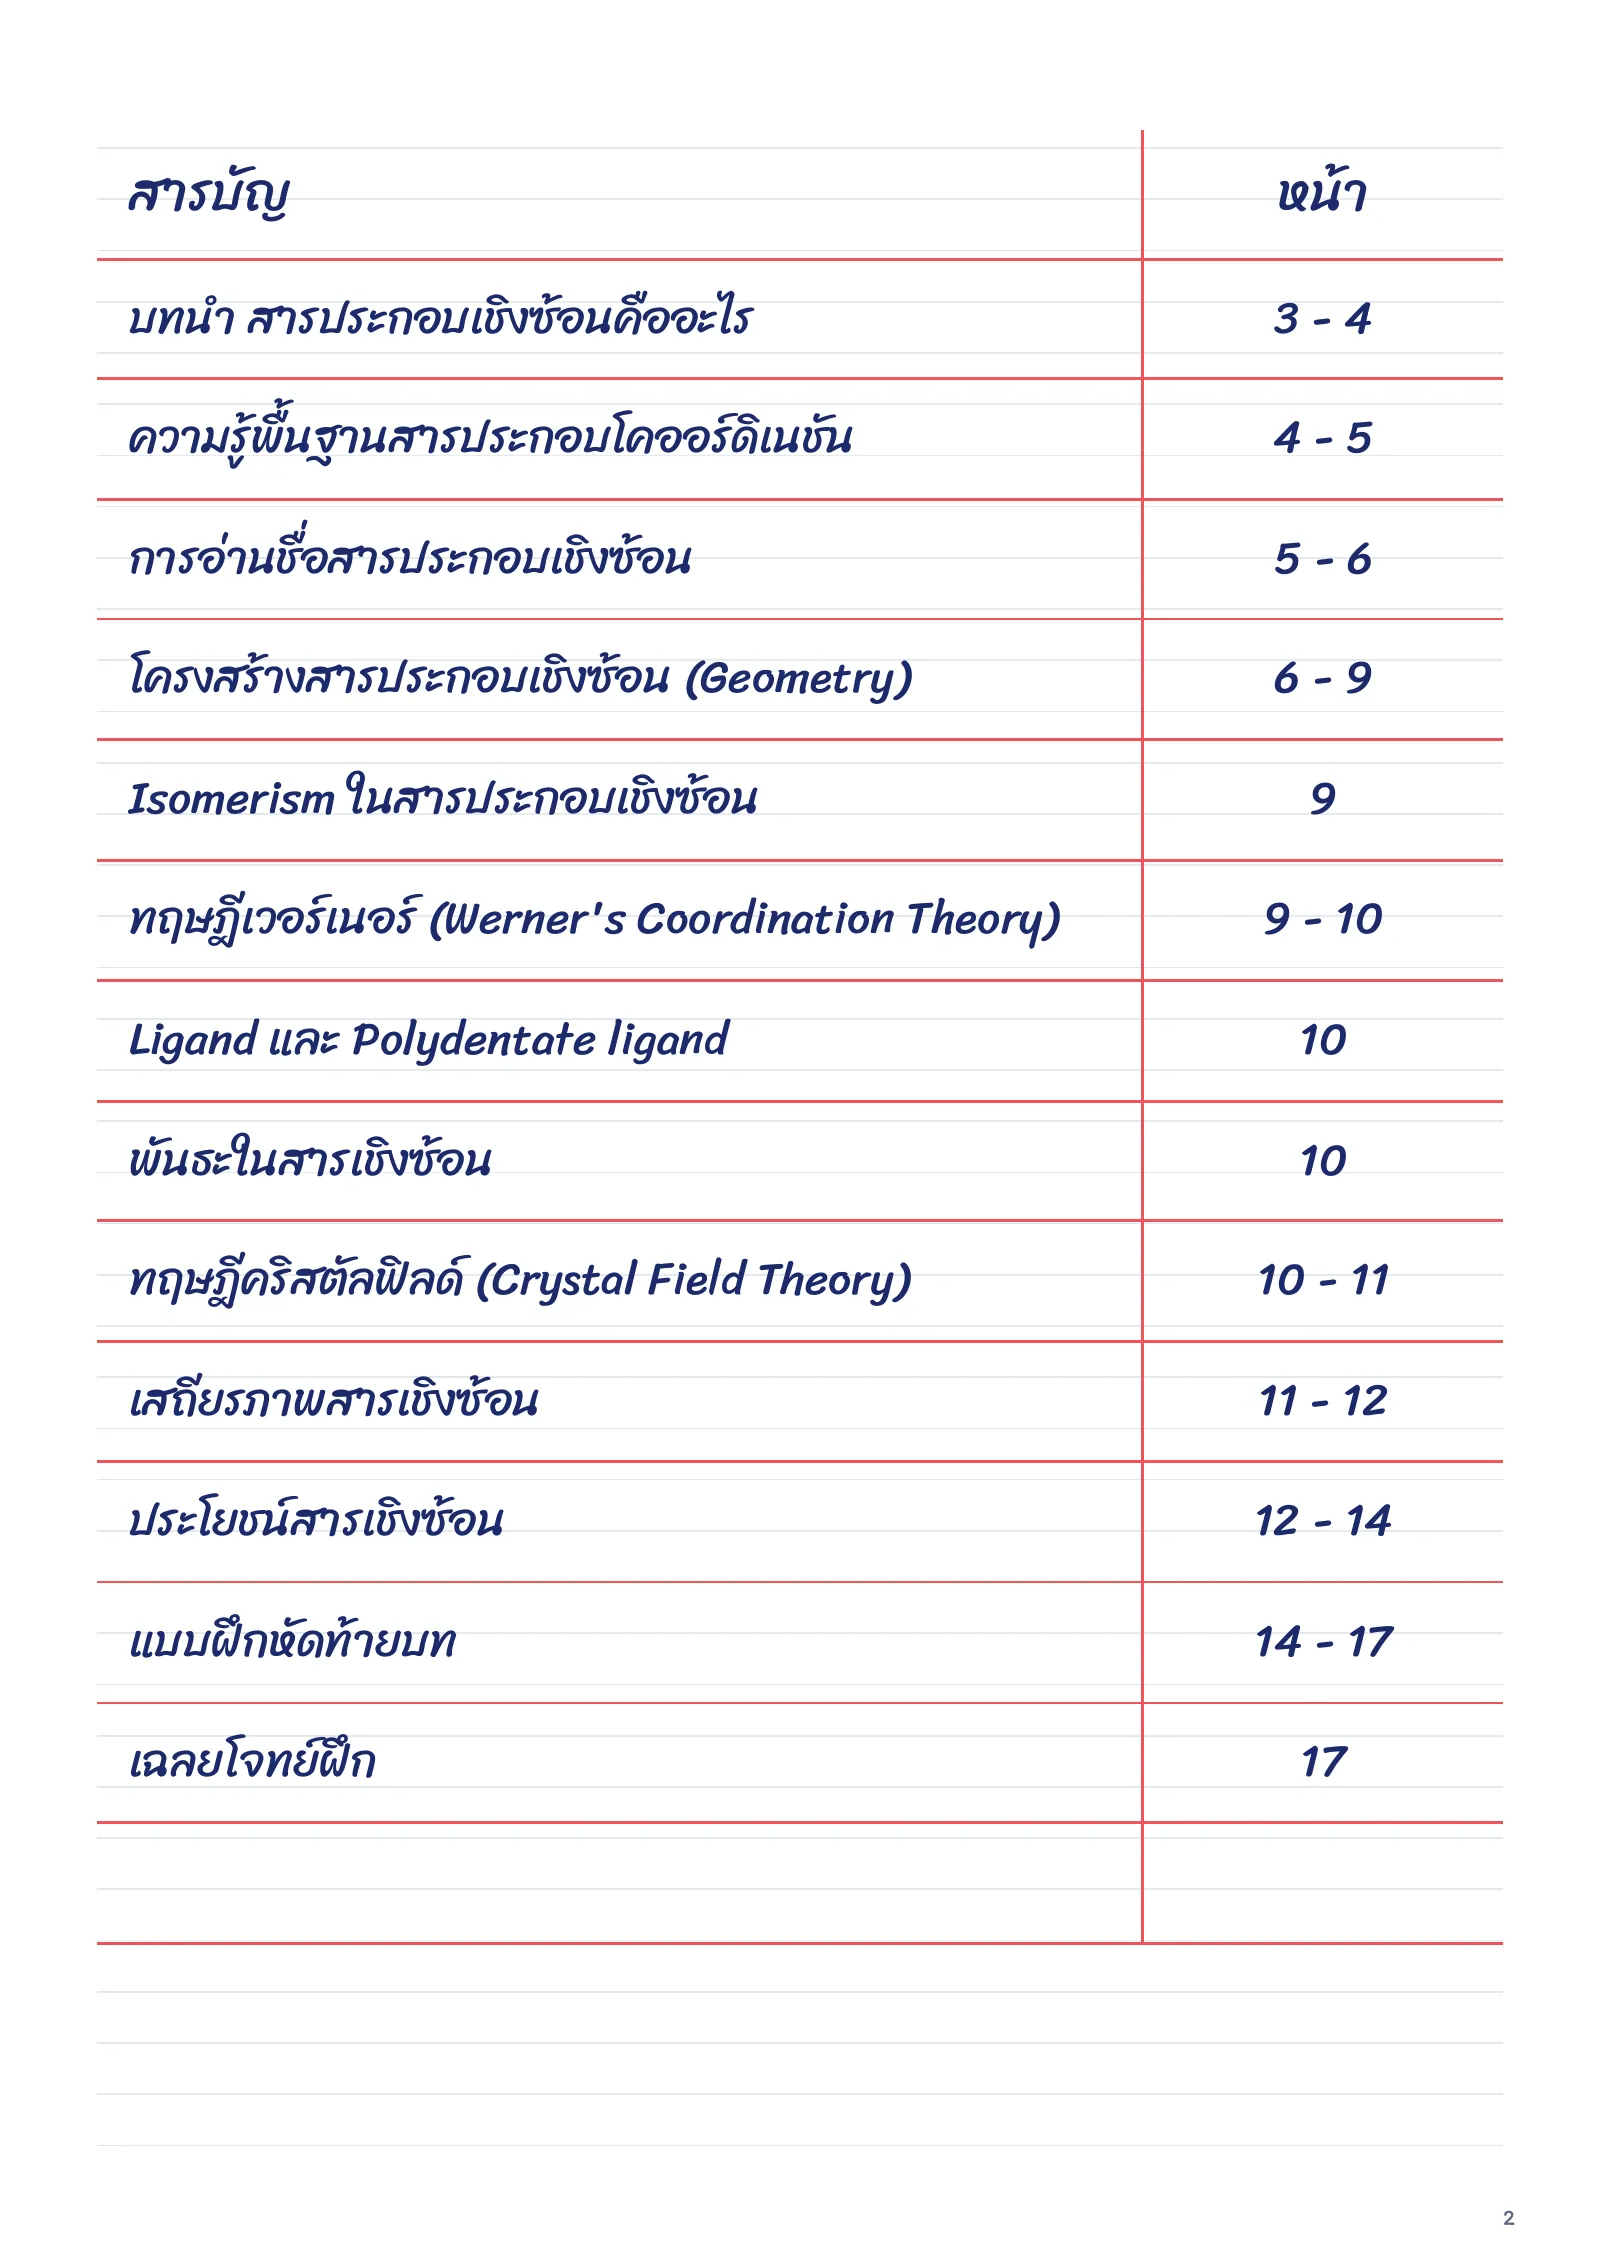 สารบัญ หน้า
บทนำ สารประกอบเชิงซ้อนคืออะไร 3 - 4
ความรู้พื้นฐานสารประกอบโคออร์ดิเนชัน 4 - 5
การอ่านชื่อสารประกอบเชิงซ้อน 5 - 6
โครงสร้างสารประกอบเชิงซ้อน (Geometry) 6 - 9
Isomerism ในสารประกอบเชิงซ้อน 9
ทฤษฎีเวอร์เนอร์ (Werner's Coordination Theory) 9 - 10
Ligand และ Polydentate ligand 10
พันธะในสารเชิงซ้อน 10
ทฤษฎีคริสตัลฟิลด์ (Crystal Field Theory) 10 - 11
เสถียรภาพสารเชิงซ้อน 11 - 12
ประโยชน์สารเชิงซ้อน 12 - 14
แบบฝึกหัดท้ายบท 14 - 17
เฉลยโจทย์ฝึก 17
2